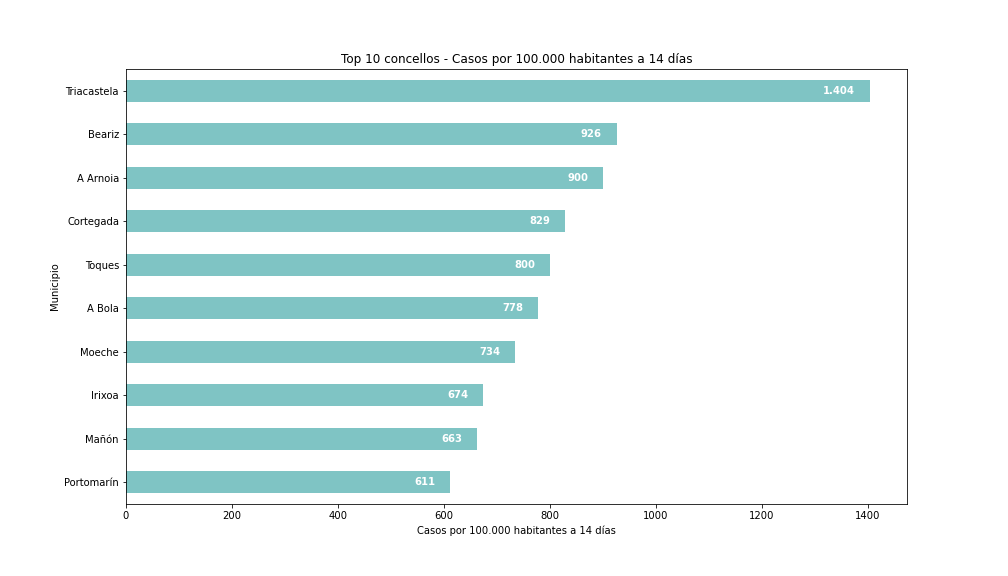 Top 10 concellos - Casos por 100.000 habitantes a 14 días
Municipio
Triacastela 1.404
Beariz 926
A Arnoia 900
Cortegada 829
Toques 800
A Bola 778
Moeche 734
Irixoa 674
Mañón 663
Portomarín 611
0 200 400 600 800 1000 1200 1400
Casos por 100.000 habitantes a 14 días